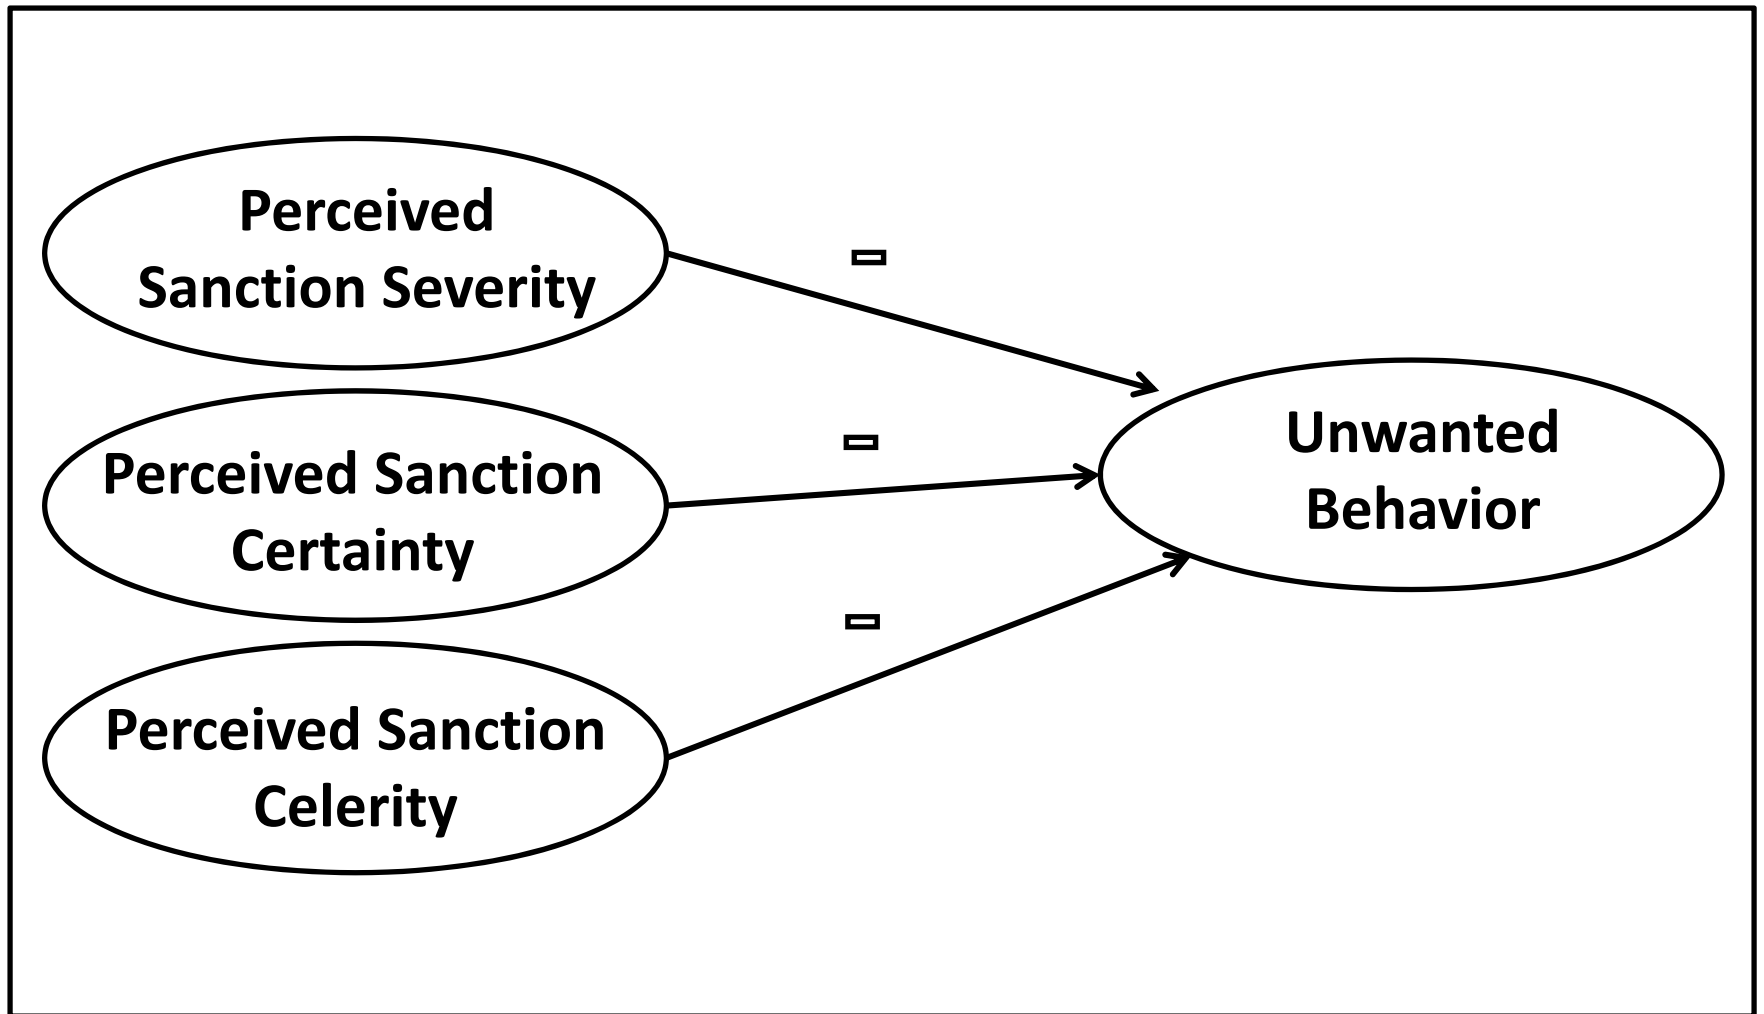 Perceived
Sanction Severity
-
-
Unwanted
Behavior
Perceived Sanction
Certainty
-
Perceived Sanction
Celerity